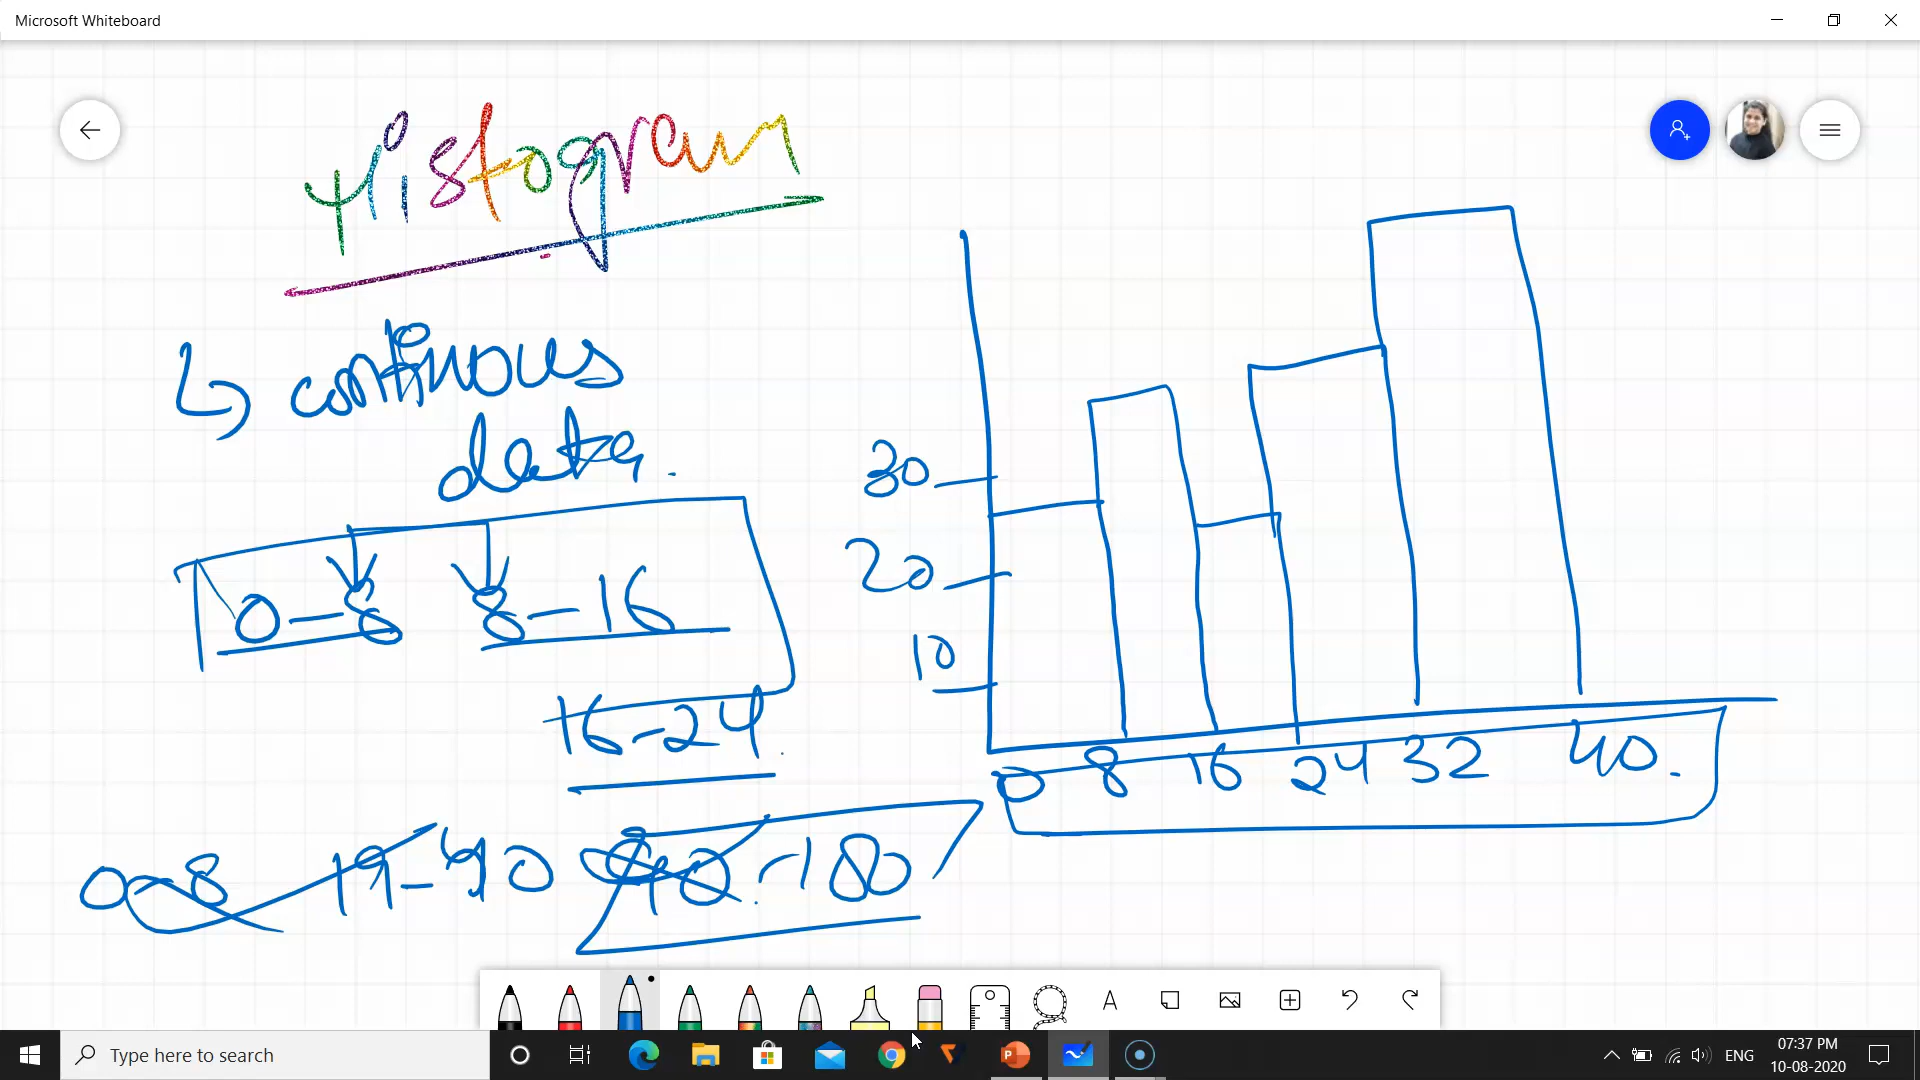 Microsoft Whiteboard
Histogram
continuous
data.
0-8 8-16
16-24
0-8 19-90 90-180
30
20
10
0 8 16 24 32 40.
Type here to search
ENG
07:37 PM
10-08-2020